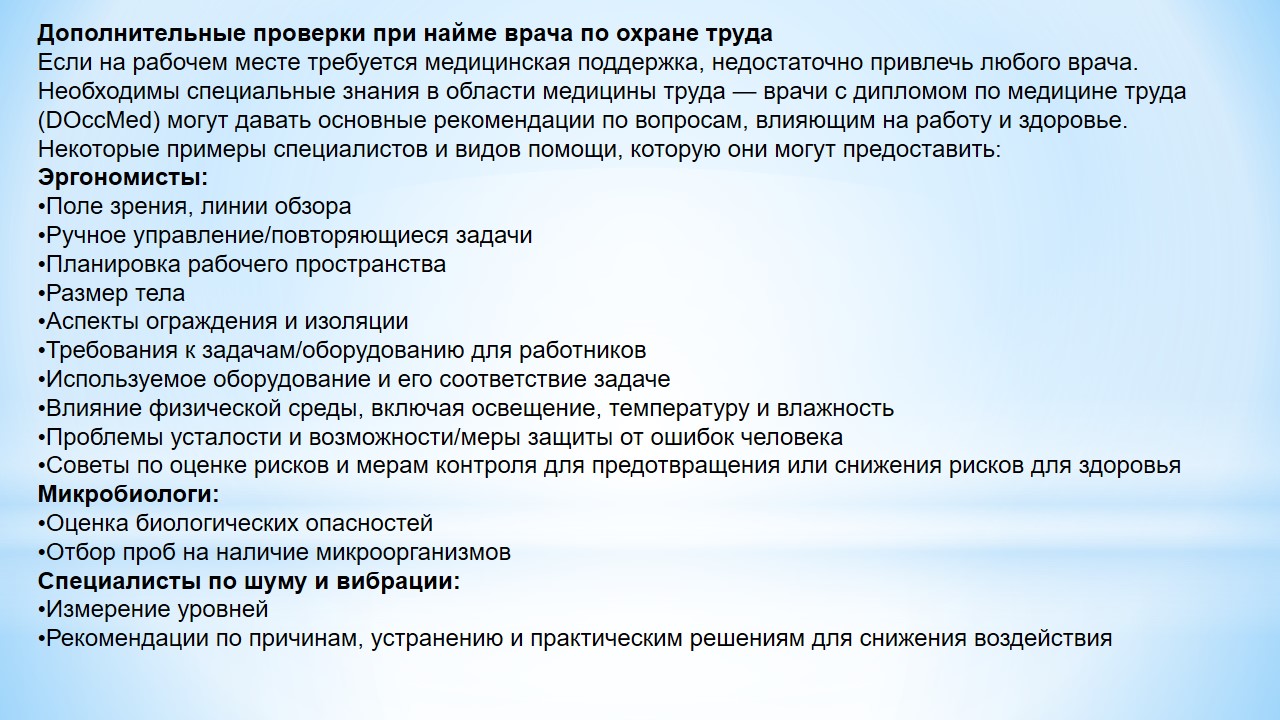 Дополнительные проверки при найме врача по охране труда
Если на рабочем месте требуется медицинская поддержка, недостаточно привлечь любого врача.
Необходимы специальные знания в области медицины труда — врачи с дипломом по медицине труда
(DOccMed) могут давать основные рекомендации по вопросам, влияющим на работу и здоровье.
Некоторые примеры специалистов и видов помощи, которую они могут предоставить:
Эргономисты:
•Поле зрения, линии обзора
•Ручное управление/повторяющиеся задачи
•Планировка рабочего пространства
•Размер тела
•Аспекты ограждения и изоляции
•Требования к задачам/оборудованию для работников
•Используемое оборудование и его соответствие задаче
•Влияние физической среды, включая освещение, температуру и влажность
•Проблемы усталости и возможности/меры защиты от ошибок человека
•Советы по оценке рисков и мерам контроля для предотвращения или снижения рисков для здоровья
Микробиологи:
•Оценка биологических опасностей
•Отбор проб на наличие микроорганизмов
Специалисты по шуму и вибрации:
•Измерение уровней
•Рекомендации по причинам, устранению и практическим решениям для снижения воздействия